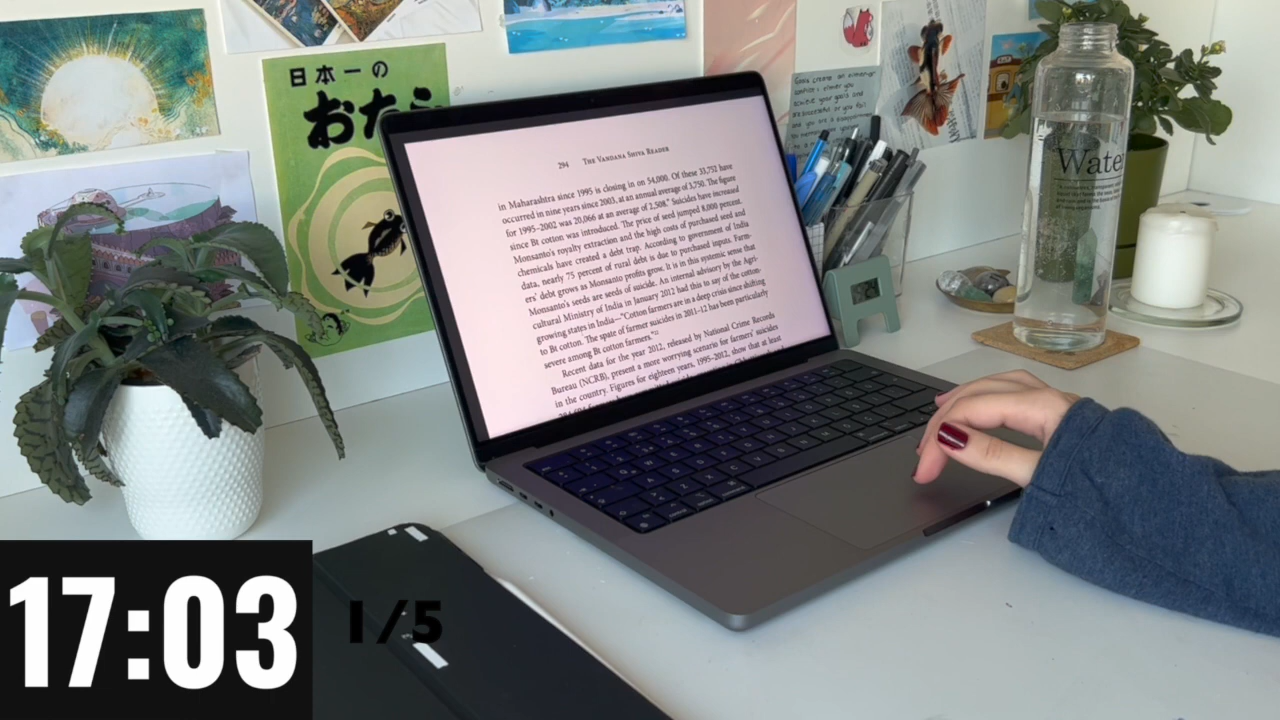 日本一の
おたら
294 THE VANDANA SHIVA READER
in Maharashtra since 1995 is closing in on 54,000. Of these 33,752 have
occurred in nine years since 2003, at an annual average of 3,750. The figure
for 1995–2002 was 20,066 at an average of 2,508." Suicides have increased
since Bt cotton was introduced. The price of seed jumped 8,000 percent.
Monsanto's royalty extraction and the high costs of purchased seed and
chemicals have created a debt trap. According to government of India
data, nearly 75 percent of rural debt is due to purchased inputs. Farm-
ers' debt grows as Monsanto profits grow. It is in this systemic sense that
Monsanto's seeds are seeds of suicide. An internal advisory by the Agri-
cultural Ministry of India in January 2012 had this to say of the cotton-
growing states in India—"Cotton farmers are in a deep crisis since shifting
to Bt cotton. The spate of farmer suicides in 2011-12 has been particularly
severe among Bt cotton farmers."
Recent data for the year 2012, released by National Crime Records
Bureau (NCRB), present a more worrying scenario for farmers' suicides
in the country. Figures for eighteen years, 1995–2012, show that at least
achieve your goals and
Water
17:03
1/5